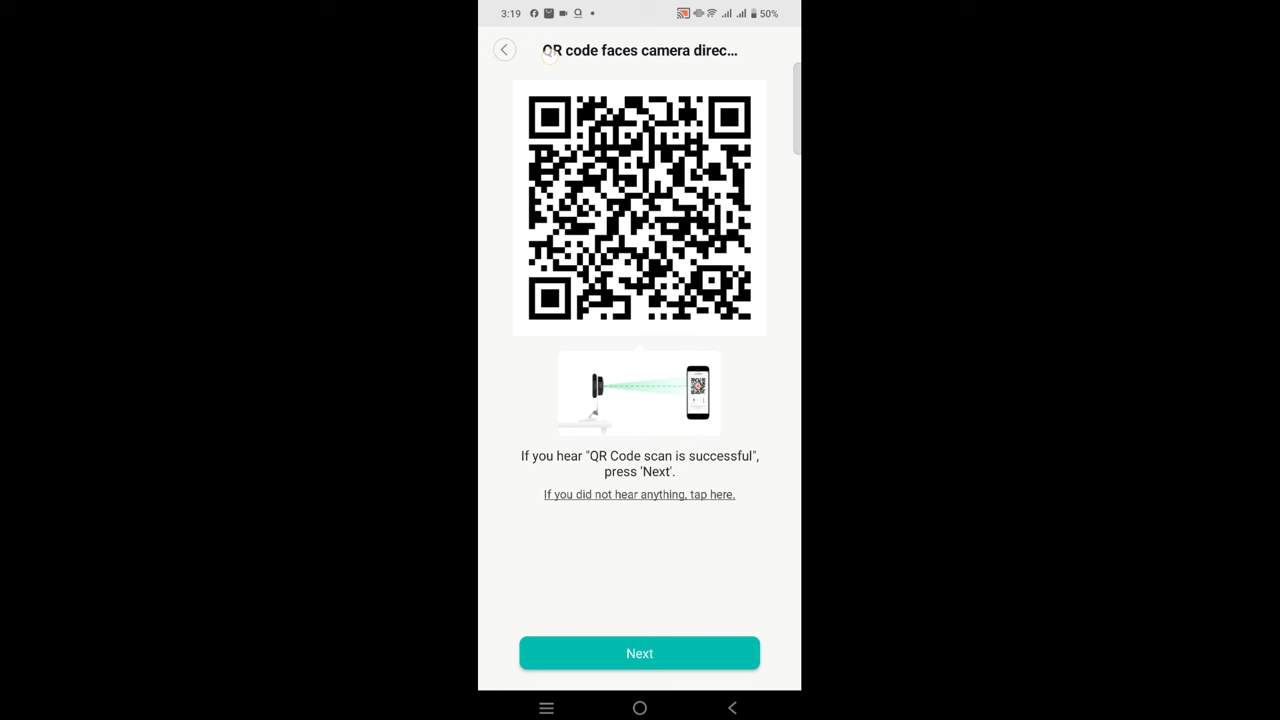 3:19
50%
QR code faces camera direc...
If you hear "QR Code scan is successful",
press 'Next'.
If you did not hear anything, tap here.
Next